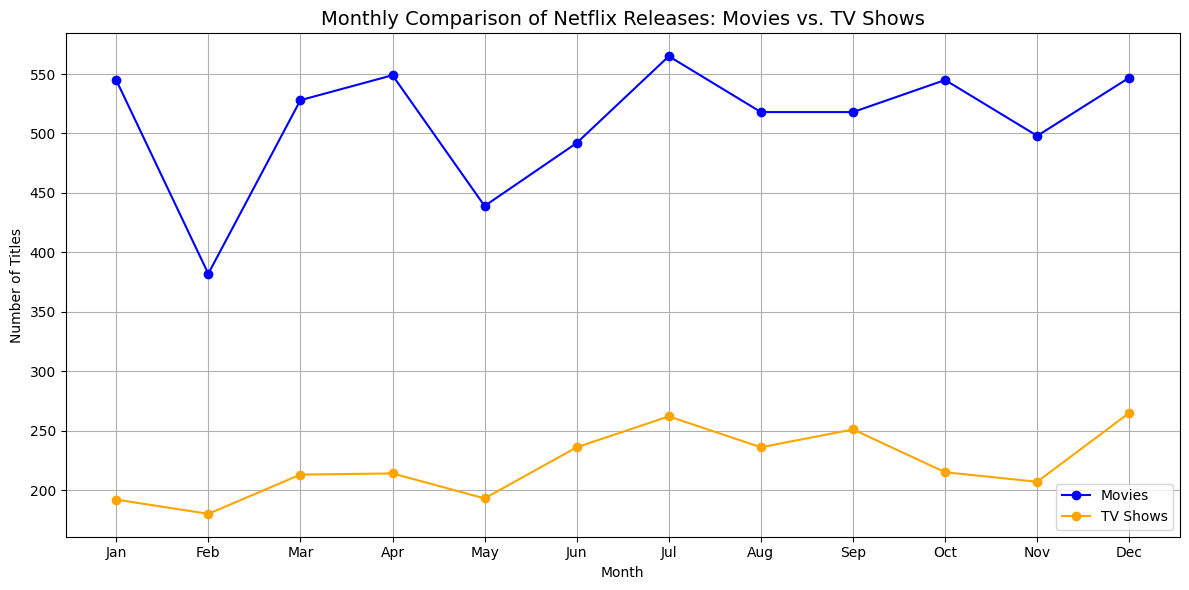 Monthly Comparison of Netflix Releases: Movies vs. TV Shows
Number of Titles
550
500
450
400
350
300
250
200
Movies
TV Shows
Jan Feb Mar Apr May Jun Jul Aug Sep Oct Nov Dec
Month